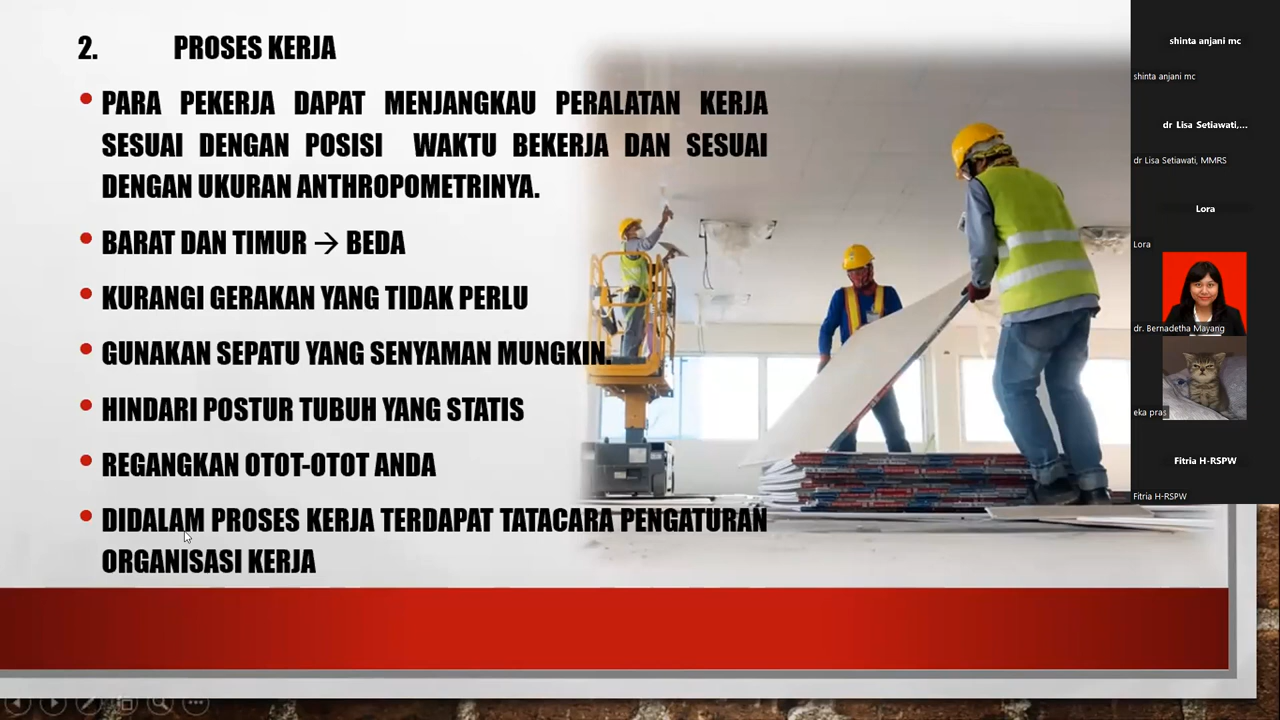 2. PROSES KERJA
• PARA PEKERJA DAPAT MENJANGKAU PERALATAN KERJA
SESUAI DENGAN POSISI WAKTU BEKERJA DAN SESUAI
DENGAN UKURAN ANTHROPOMETRINYA.
• BARAT DAN TIMUR → BEDA
• KURANGI GERAKAN YANG TIDAK PERLU
• GUNAKAN SEPATU YANG SENYAMAN MUNGKIN.
• HINDARI POSTUR TUBUH YANG STATIS
• REGANGKAN OTOT-OTOT ANDA
• DIDALAM PROSES KERJA TERDAPAT TATACARA PENGATURAN
ORGANISASI KERJA
shinta anjani mc
shinta anjani mc
dr Lisa Setiawati,...
dr Lisa Setiawati, MMRS
Lora
Lora
dr. Bernadetha Mayang
eka pras
Fitria H-RSPW
Fitria H-RSPW